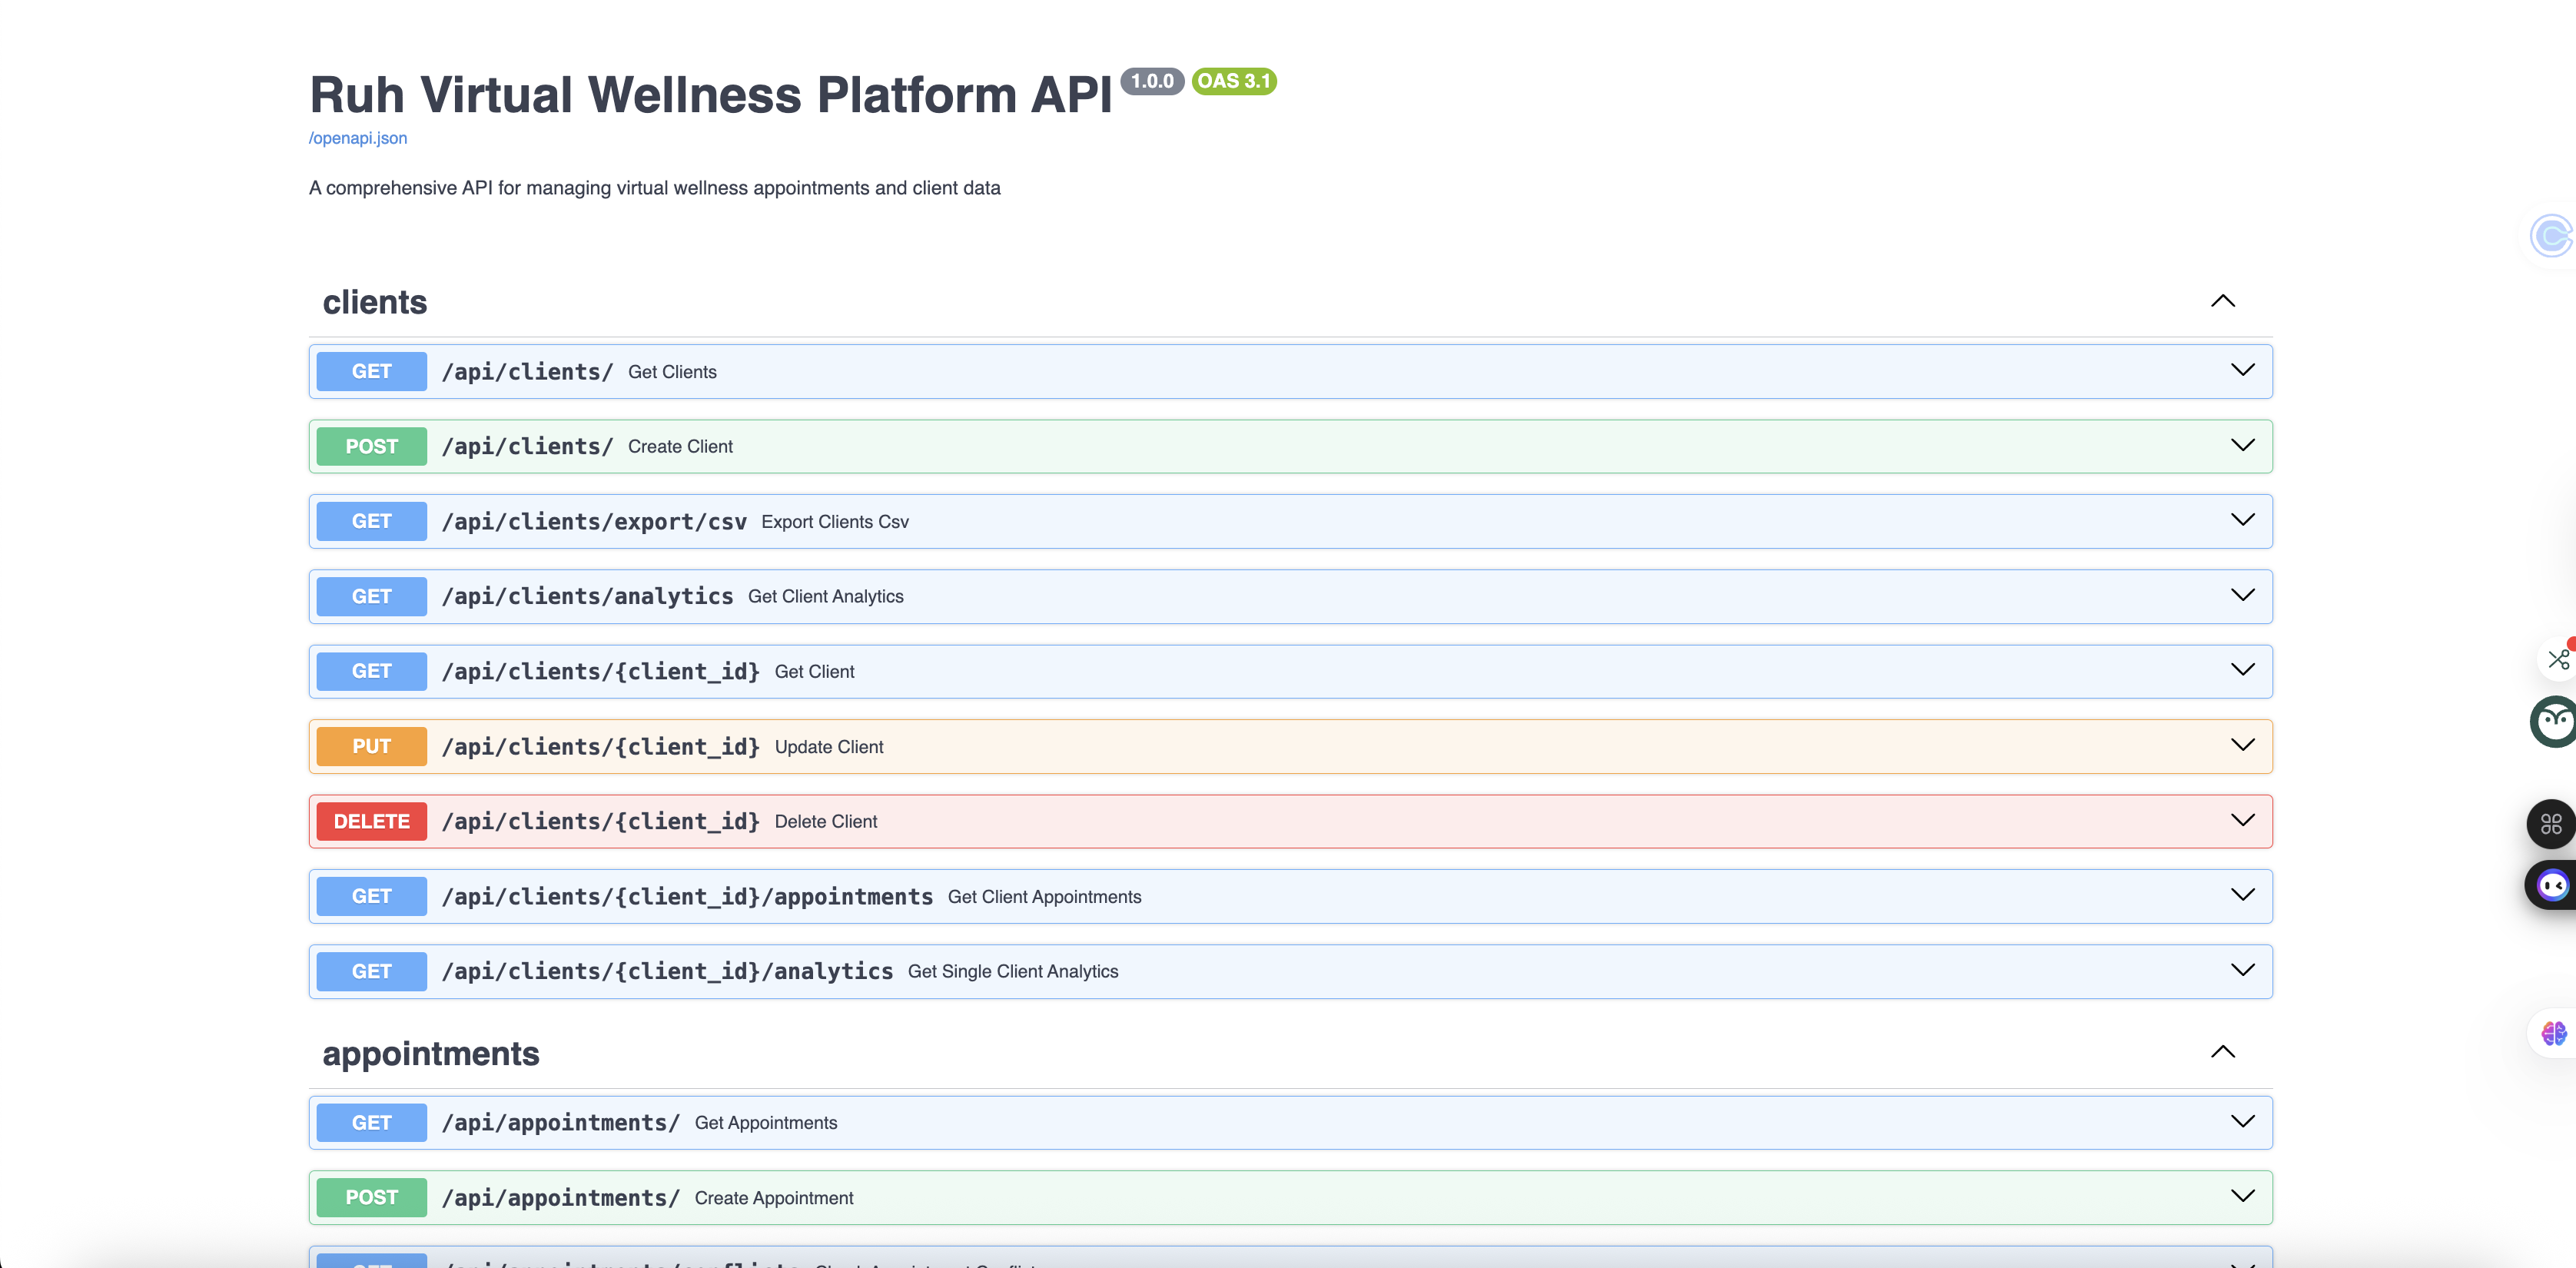 Ruh Virtual Wellness Platform API 1.0.0 OAS 3.1
/openapi.json
A comprehensive API for managing virtual wellness appointments and client data
clients
GET /api/clients/ Get Clients
POST /api/clients/ Create Client
GET /api/clients/export/csv Export Clients Csv
GET /api/clients/analytics Get Client Analytics
GET /api/clients/{client_id} Get Client
PUT /api/clients/{client_id} Update Client
DELETE /api/clients/{client_id} Delete Client
GET /api/clients/{client_id}/appointments Get Client Appointments
GET /api/clients/{client_id}/analytics Get Single Client Analytics
appointments
GET /api/appointments/ Get Appointments
POST /api/appointments/ Create Appointment